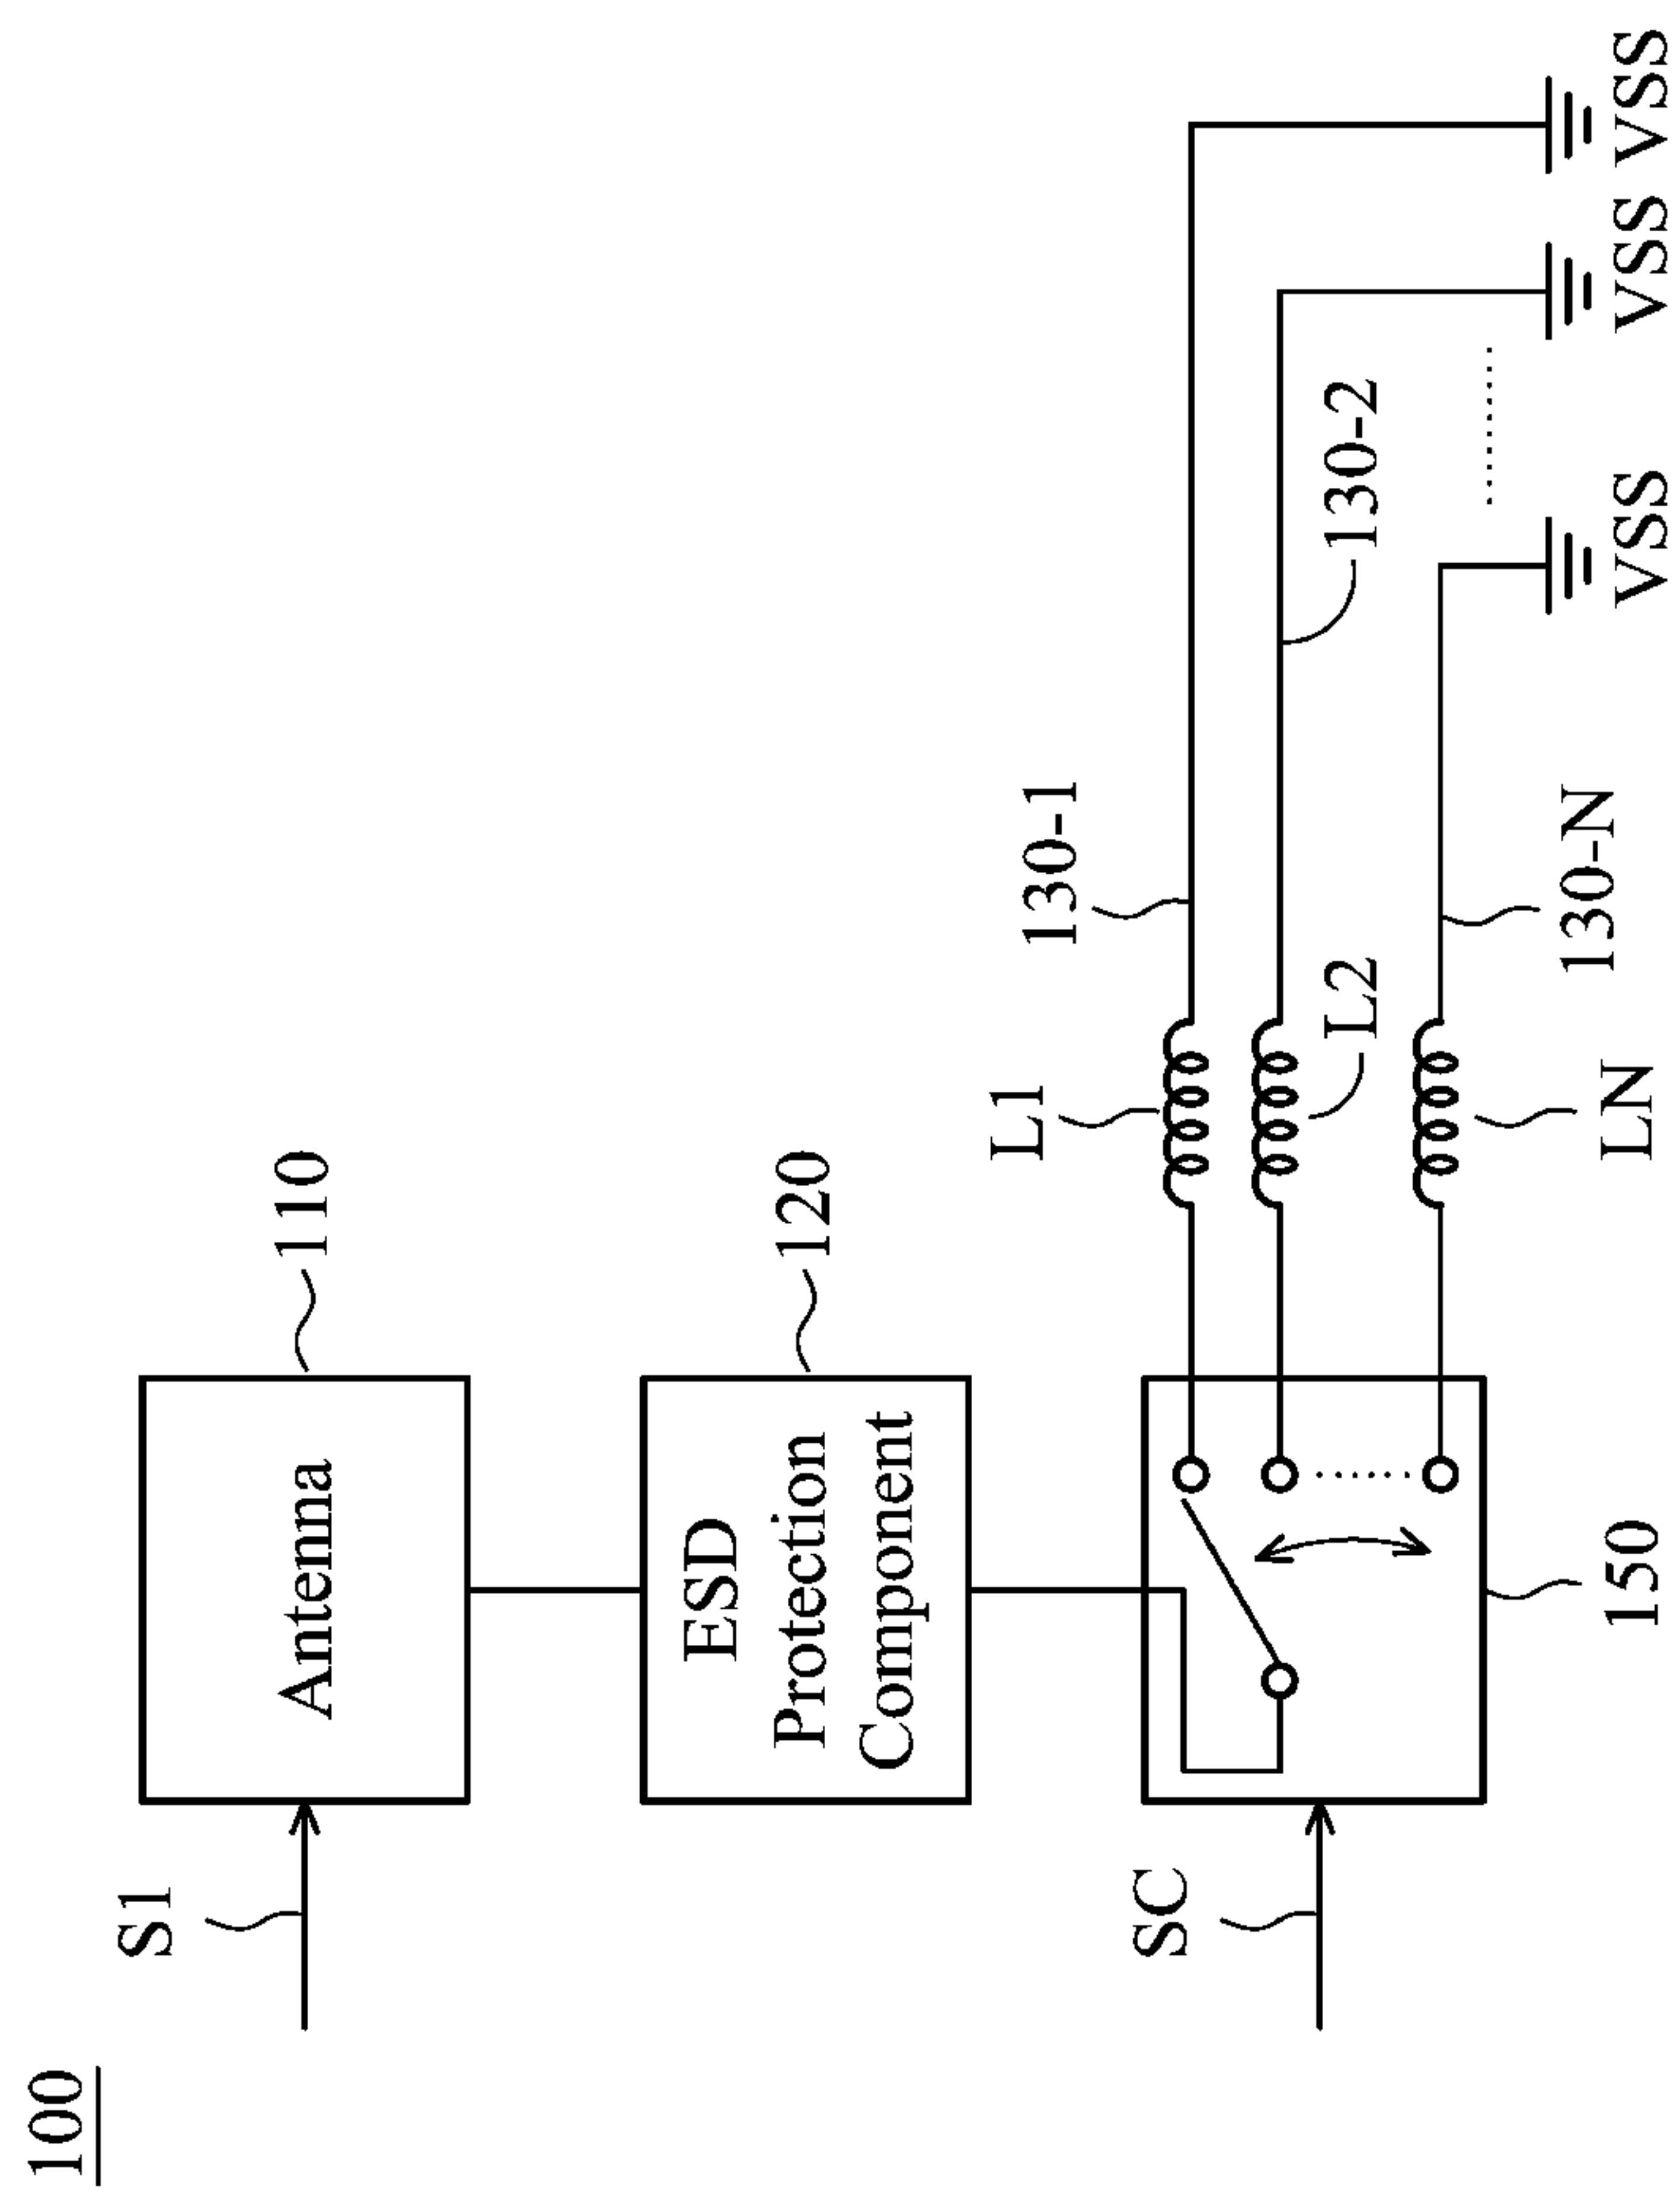 100
S1
Antenna
110
ESD
Protection
Component
120
SC
150
L1
L2
LN
130-1
130-2
130-N
VSS
VSS
VSS